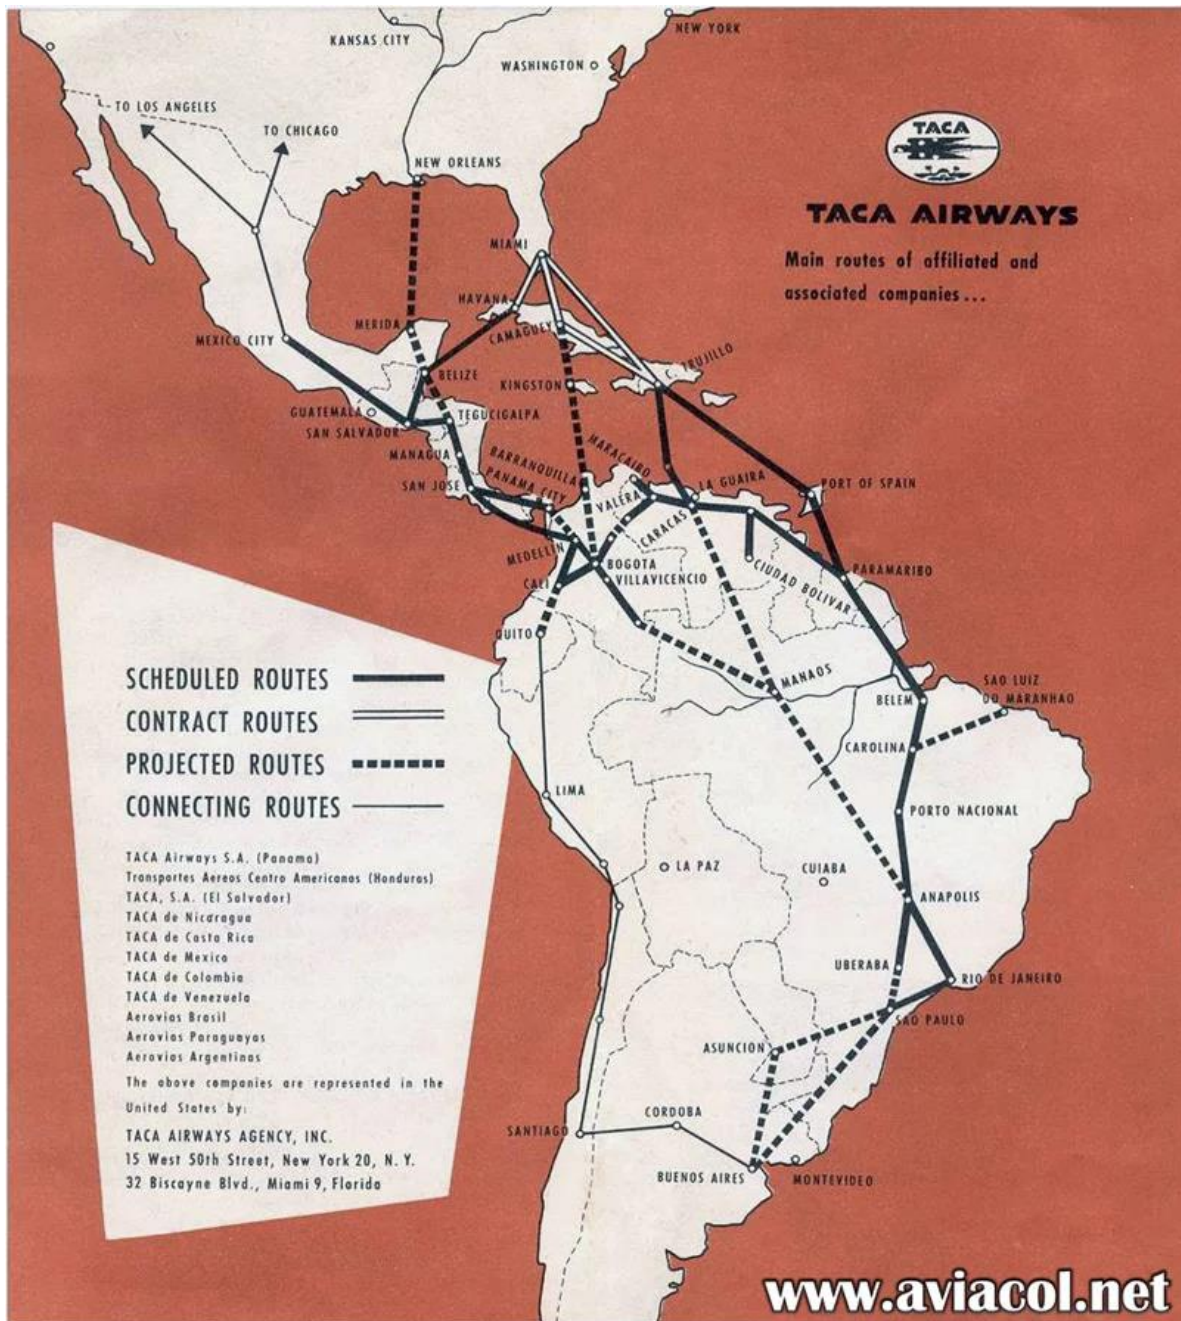 NEW YORK
KANSAS CITY
WASHINGTON
TO LOS ANGELES
TO CHICAGO
NEW ORLEANS
TACA
TACA AIRWAYS
Main routes of affiliated and
associated companies...
MIAMI
HAVANA
CAMAGUEY
MERIDA
MEXICO CITY
C. TRUJILLO
BELIZE
KINGSTON
GUATEMALA
TEGUCIGALPA
SAN SALVADOR
MANAGUA
BARRANQUILLA
MARACAIBO
PANAMA CITY
SAN JOSE
LA GUAIRA
PORT OF SPAIN
VALERA
CARACAS
MEDELLIN
BOGOTA
VILLAVICENCIO
CIUDAD BOLIVAR
PARAMARIBO
CALI
QUITO
MANAOS
SAO LUIZ
DO MARANHAO
BELEM
CAROLINA
LIMA
PORTO NACIONAL
LA PAZ
CUIABA
ANAPOLIS
UBERABA
RIO DE JANEIRO
SAO PAULO
ASUNCION
CORDOBA
SANTIAGO
BUENOS AIRES
MONTEVIDEO
SCHEDULED ROUTES
CONTRACT ROUTES
PROJECTED ROUTES
CONNECTING ROUTES
TACA Airways S.A. (Panama)
Transportes Aereos Centro Americanos (Honduras)
TACA, S.A. (El Salvador)
TACA de Nicaragua
TACA de Costa Rica
TACA de Mexico
TACA de Colombia
TACA de Venezuela
Aerovias Brasil
Aerovias Paraguayas
Aerovias Argentinas
The above companies are represented in the
United States by:
TACA AIRWAYS AGENCY, INC.
15 West 50th Street, New York 20, N. Y.
32 Biscayne Blvd., Miami 9, Florida
www.aviacol.net